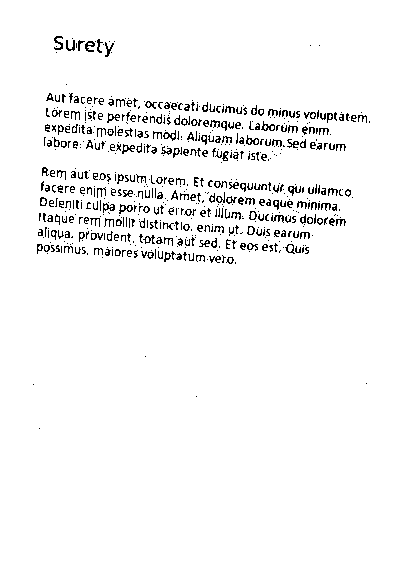 Surety
Aut facere amet, occaecati ducimus do minus voluptatem.
Lorem iste perferendis doloremque. Laborum enim.
expedita molestias modi. Aliquam laborum. Sed earum
labore. Aut expedita sapiente fugiat iste.
Rem aut eos ipsum Lorem. Et consequuntur qui ullamco
facere enim esse nulla. Amet, dolorem eaque minima.
Deleniti culpa porro ut error et illum. Ducimus dolorem
itaque rem mollit distinctio, enim ut. Duis earum
aliqua, provident, totam aut sed. Et eos est. Quis
possimus, maiores voluptatum vero.